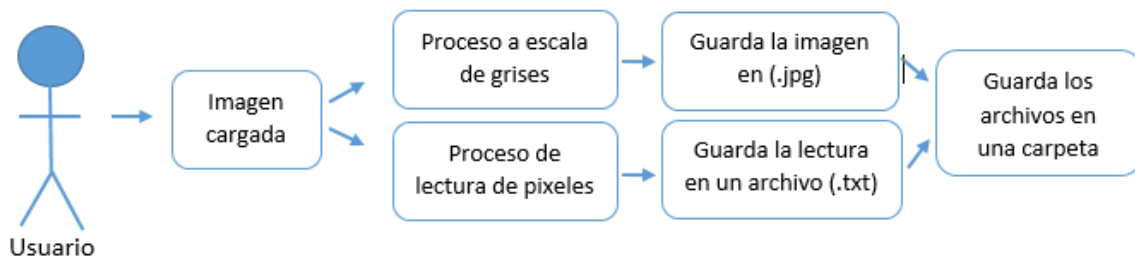 Usuario
Imagen
cargada
Proceso a escala
de grises
Guarda la imagen
en (.jpg)
Proceso de
lectura de pixeles
Guarda la lectura
en un archivo (.txt)
Guarda los
archivos en
una carpeta